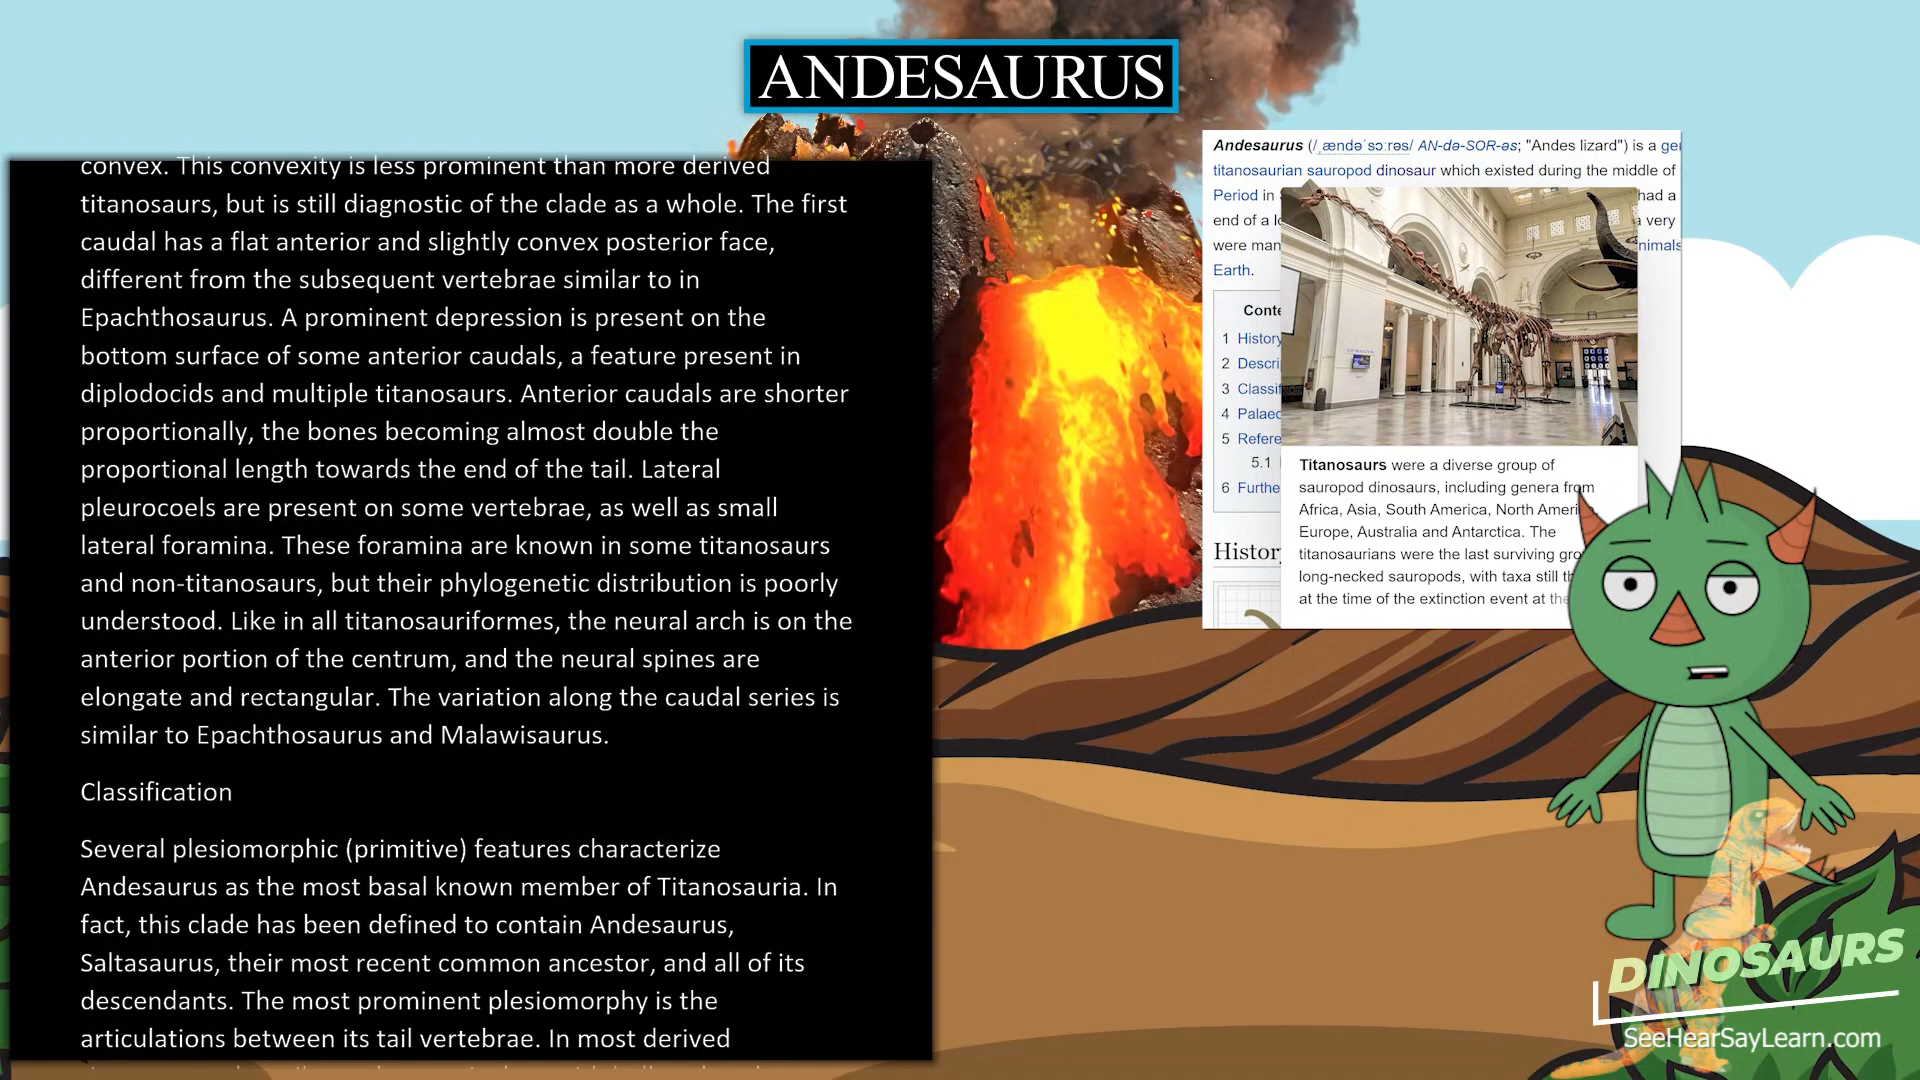 ANDESAURUS
convex. This convexity is less prominent than more derived
titanosaurs, but is still diagnostic of the clade as a whole. The first
caudal has a flat anterior and slightly convex posterior face,
different from the subsequent vertebrae similar to in
Epachthosaurus. A prominent depression is present on the
bottom surface of some anterior caudals, a feature present in
diplodocids and multiple titanosaurs. Anterior caudals are shorter
proportionally, the bones becoming almost double the
proportional length towards the end of the tail. Lateral
pleurocoels are present on some vertebrae, as well as small
lateral foramina. These foramina are known in some titanosaurs
and non-titanosaurs, but their phylogenetic distribution is poorly
understood. Like in all titanosauriformes, the neural arch is on the
anterior portion of the centrum, and the neural spines are
elongate and rectangular. The variation along the caudal series is
similar to Epachthosaurus and Malawisaurus.
Classification
Several plesiomorphic (primitive) features characterize
Andesaurus as the most basal known member of Titanosauria. In
fact, this clade has been defined to contain Andesaurus,
Saltasaurus, their most recent common ancestor, and all of its
descendants. The most prominent plesiomorphy is the
articulations between its tail vertebrae. In most derived
Andesaurus (/ˌændəˈsɔːrəs/ AN-də-SOR-əs; "Andes lizard") is a
titanosaurian sauropod dinosaur which existed during the middle of
Period in had a
end of a very
were
Earth.
1 History
2
3
4
5
5.1
6
History
Titanosaurs were a diverse group of
sauropod dinosaurs, including genera from
Africa, Asia, South America, North
Europe, Australia and Antarctica. The
titanosaurians were the last surviving
long-necked sauropods, with taxa still
at the time of the extinction event at the
DINOSAURS
SeeHearSayLearn.com